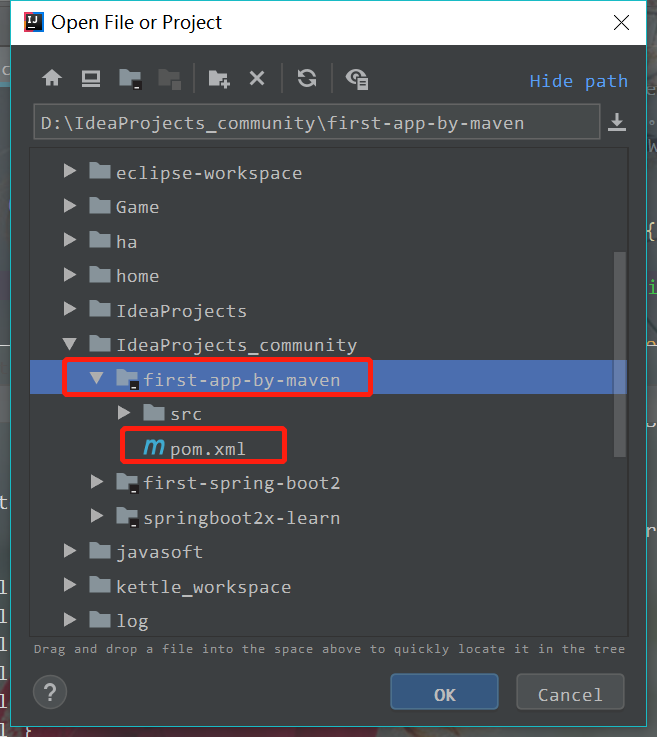 Open File or Project
Hide path
D:\IdeaProjects_community\first-app-by-maven
eclipse-workspace
Game
ha
home
IdeaProjects
IdeaProjects_community
first-app-by-maven
src
pom.xml
first-spring-boot2
springboot2x-learn
javasoft
kettle_workspace
log
Drag and drop a file into the space above to quickly locate it in the tree
? OK Cancel